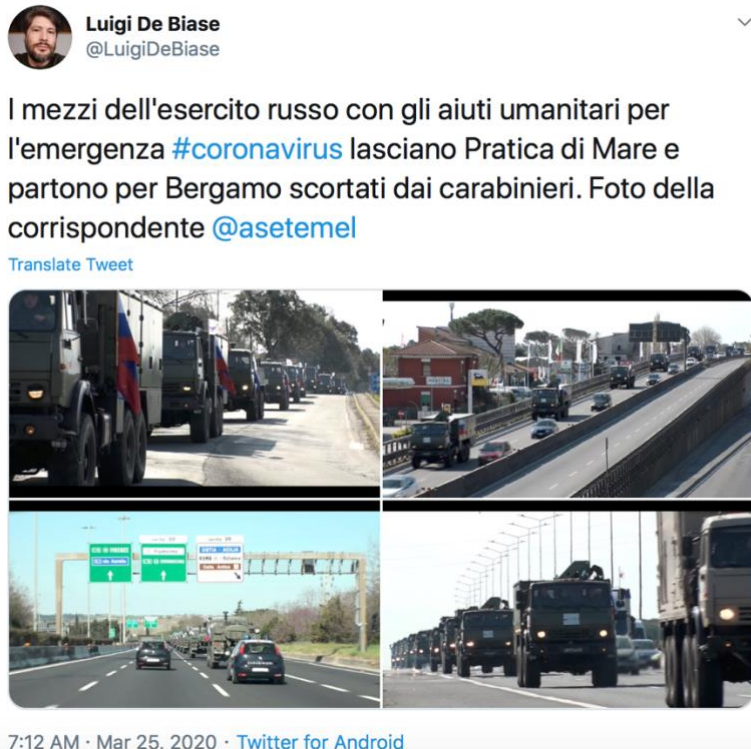 Luigi De Biase
@LuigiDeBiase
I mezzi dell'esercito russo con gli aiuti umanitari per
l'emergenza #coronavirus lasciano Pratica di Mare e
partono per Bergamo scortati dai carabinieri. Foto della
corrispondente @asetemel
Translate Tweet
7:12 AM · Mar 25, 2020 · Twitter for Android